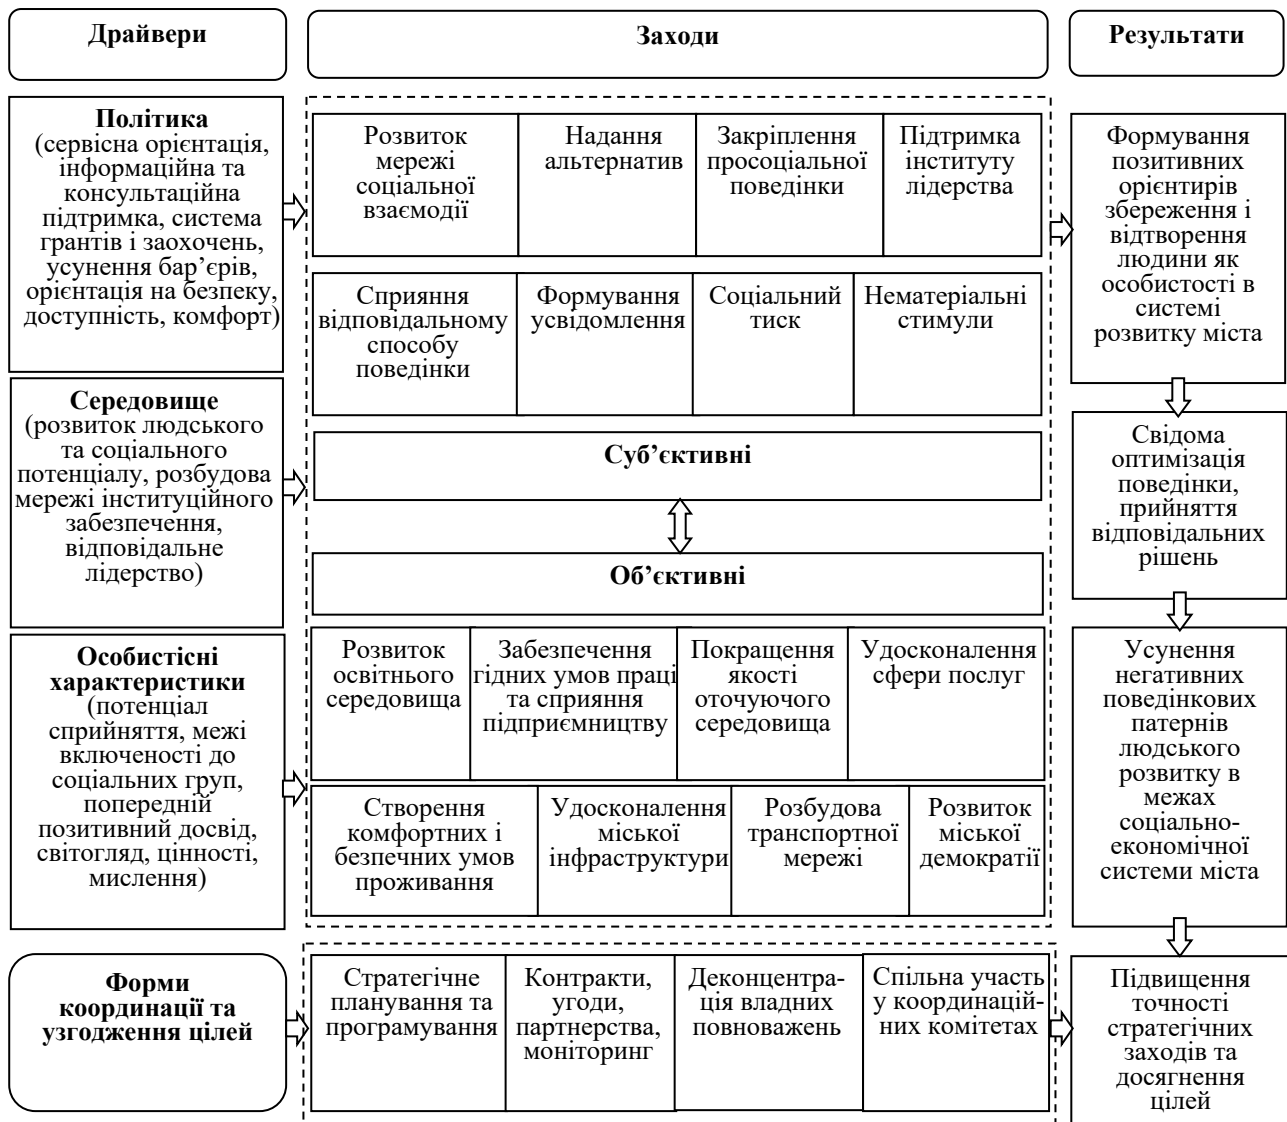 Драйвери
Заходи
Результати
Політика
(сервісна орієнтація,
інформаційна та
консультаційна
підтримка, система
грантів і заохочень,
усунення бар’єрів,
орієнтація на безпеку,
доступність, комфорт)
Середовище
(розвиток людського
та соціального
потенціалу, розбудова
мережі інституційного
забезпечення,
відповідальне
лідерство)
Особистісні
характеристики
(потенціал
сприйняття, межі
включеності до
соціальних груп,
попередній
позитивний досвід,
світогляд, цінності,
мислення)
Розвиток
мережі
соціальної
взаємодії
Надання
альтернатив
Закріплення
просоціальної
поведінки
Підтримка
інституту
лідерства
Сприяння
відповідальному
способу
поведінки
Формування
усвідомлення
Соціальний
тиск
Нематеріальні
стимули
Суб’єктивні
Об’єктивні
Розвиток
освітнього
середовища
Забезпечення
гідних умов праці
та сприяння
підприємництву
Покращення
якості
оточуючого
середовища
Удосконалення
сфери послуг
Створення
комфортних і
безпечних умов
проживання
Удосконалення
міської
інфраструктури
Розбудова
транспортної
мережі
Розвиток
міської
демократії
Формування
позитивних
орієнтирів
збереження і
відтворення
людини як
особистості в
системі
розвитку міста
Свідома
оптимізація
поведінки,
прийняття
відповідальних
рішень
Усунення
негативних
поведінкових
патернів
людського
розвитку в
межах
соціально-
економічної
системи міста
Форми
координації та
узгодження цілей
Стратегічне
планування та
програмування
Контракти,
угоди,
партнерства,
моніторинг
Деконцентра-
ція владних
повноважень
Спільна участь
у координацій-
них комітетах
Підвищення
точності
стратегічних
заходів та
досягнення
цілей